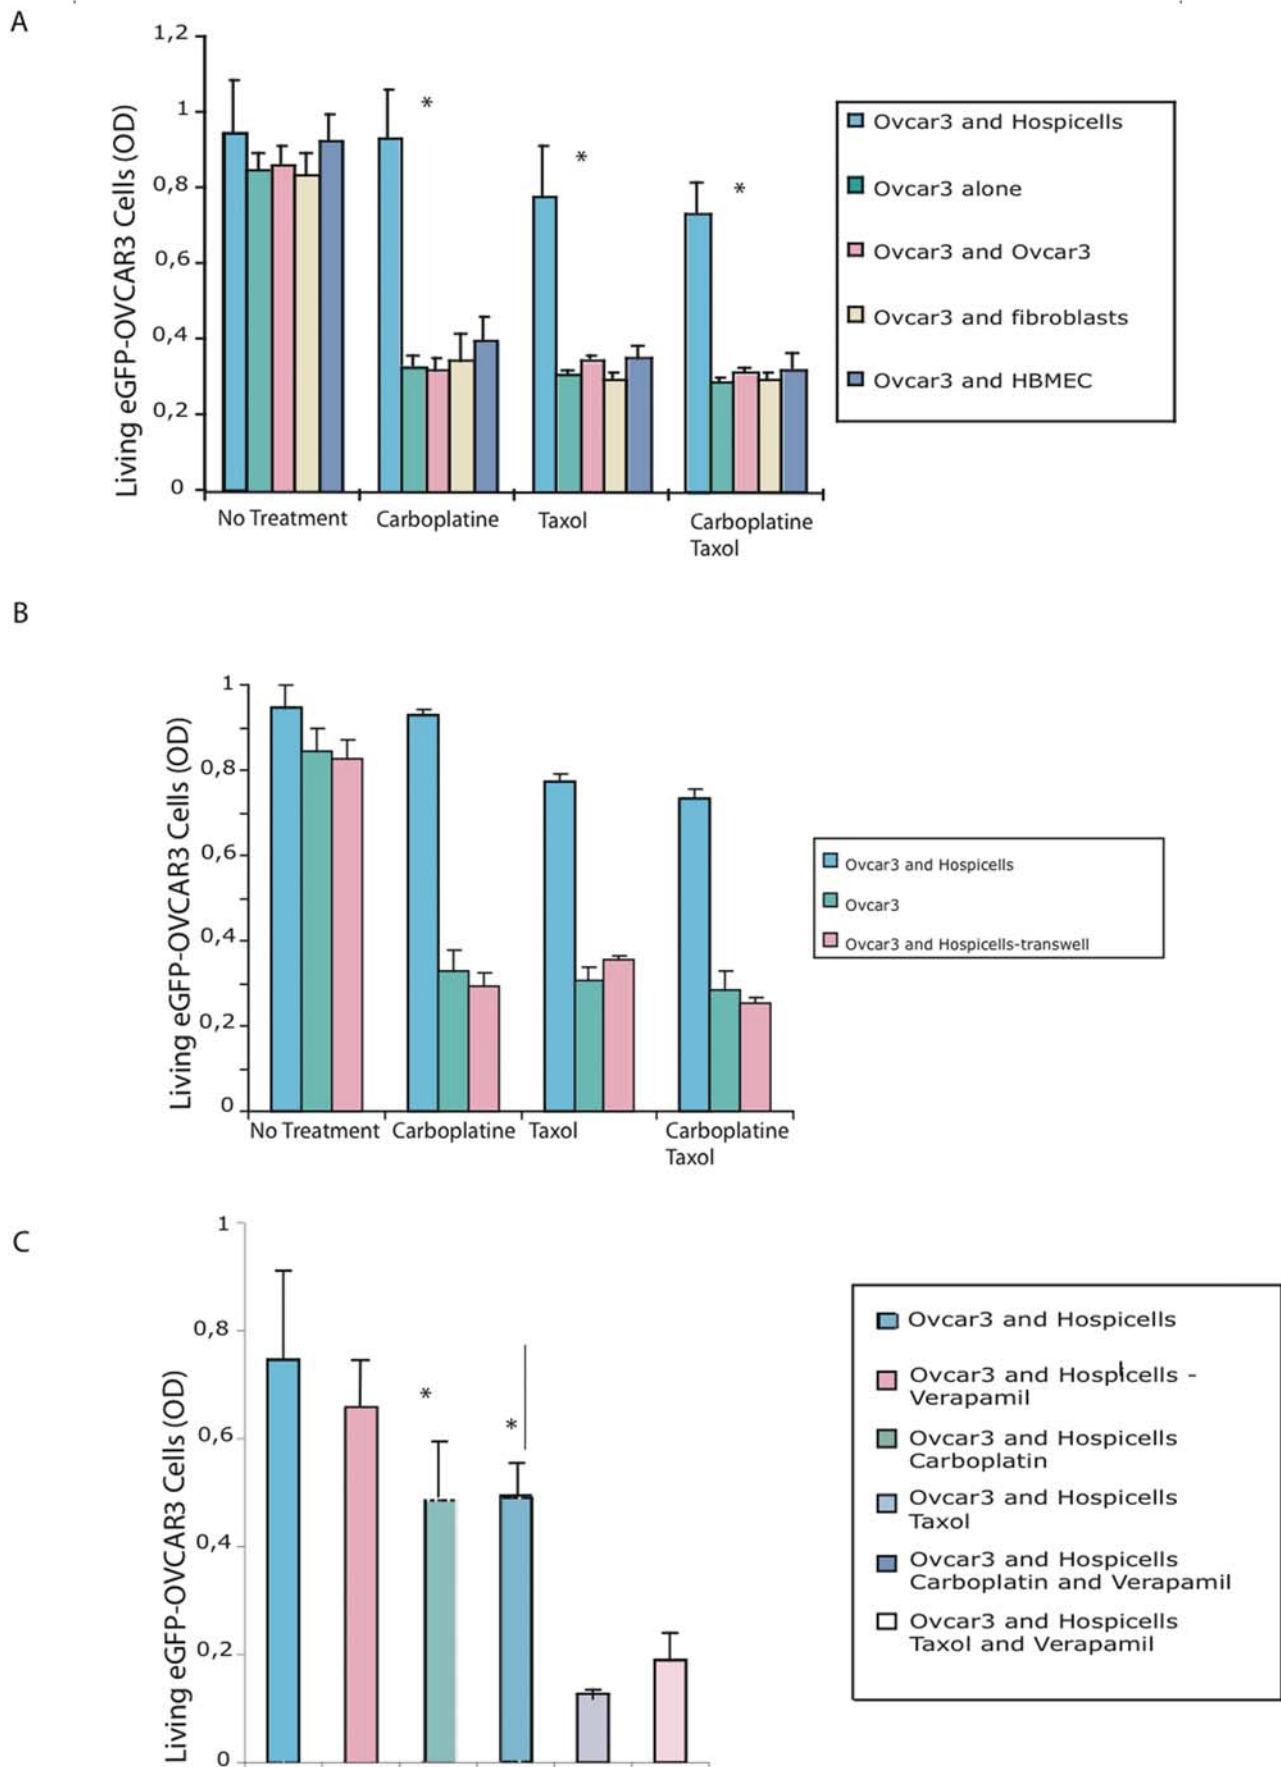 A
1,2
1
0,8
0,6
0,4
0,2
0
Living eGFP-OVCAR3 Cells (OD)
*
*
*
No Treatment
Carboplatine
Taxol
Carboplatine
Taxol
Ovcar3 and Hospicells
Ovcar3 alone
Ovcar3 and Ovcar3
Ovcar3 and fibroblasts
Ovcar3 and HBMEC
B
1
0,8
0,6
0,4
0,2
0
Living eGFP-OVCAR3 Cells (OD)
No Treatment
Carboplatine
Taxol
Carboplatine
Taxol
Ovcar3 and Hospicells
Ovcar3
Ovcar3 and Hospicells-transwell
C
1
0,8
0,6
0,4
0,2
0
Living eGFP-OVCAR3 Cells (OD)
*
*
Ovcar3 and Hospicells
Ovcar3 and Hospicells -
Verapamil
Ovcar3 and Hospicells
Carboplatin
Ovcar3 and Hospicells
Taxol
Ovcar3 and Hospicells
Carboplatin and Verapamil
Ovcar3 and Hospicells
Taxol and Verapamil